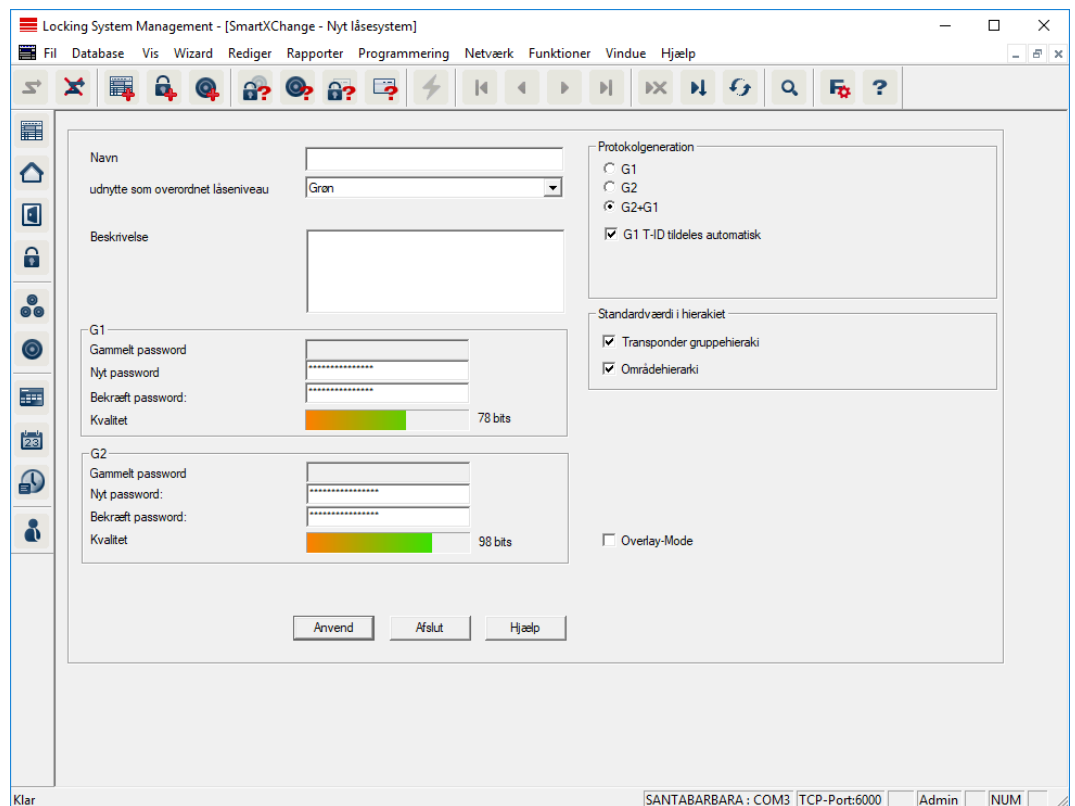 Locking System Management - [SmartXChange - Nyt låsesystem]
Fil Database Vis Wizard Rediger Rapporter Programmering Netværk Funktioner Vindue Hjælp
Navn
udnytte som overordnet låseniveau
Grøn
Beskrivelse
G1
Gammelt password
Nyt password
***************
Bekræft password:
***************
Kvalitet
78 bits
G2
Gammelt password
Nyt password:
****************
Bekræft password:
****************
Kvalitet
98 bits
Anvend Afslut Hjælp
Protokolgeneration
G1
G2
G2+G1
G1 T-ID tildeles automatisk
Standardværdi i hierakiet
Transponder gruppehieraki
Områdehierarki
Overlay-Mode
23
Klar
SANTABARBARA : COM3 TCP-Port:6000 Admin NUM